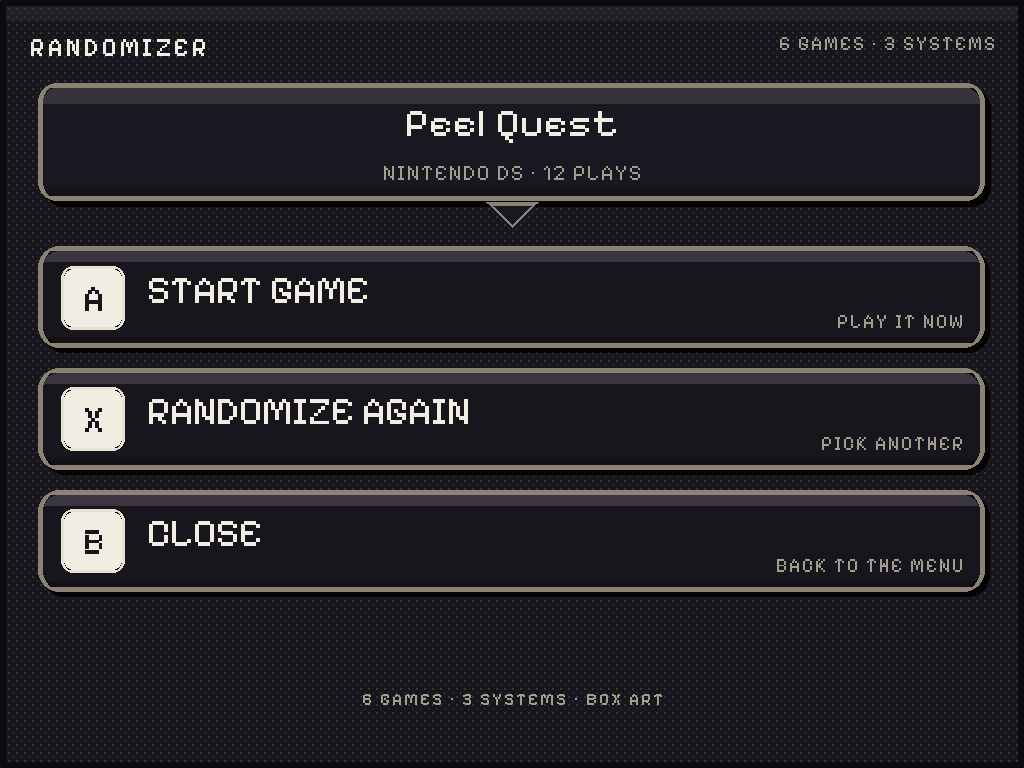 RANDOMIZER
6 GAMES · 3 SYSTEMS
Peel Quest
NINTENDO DS · 12 PLAYS
A START GAME
PLAY IT NOW
X RANDOMIZE AGAIN
PICK ANOTHER
B CLOSE
BACK TO THE MENU
6 GAMES · 3 SYSTEMS · BOX ART